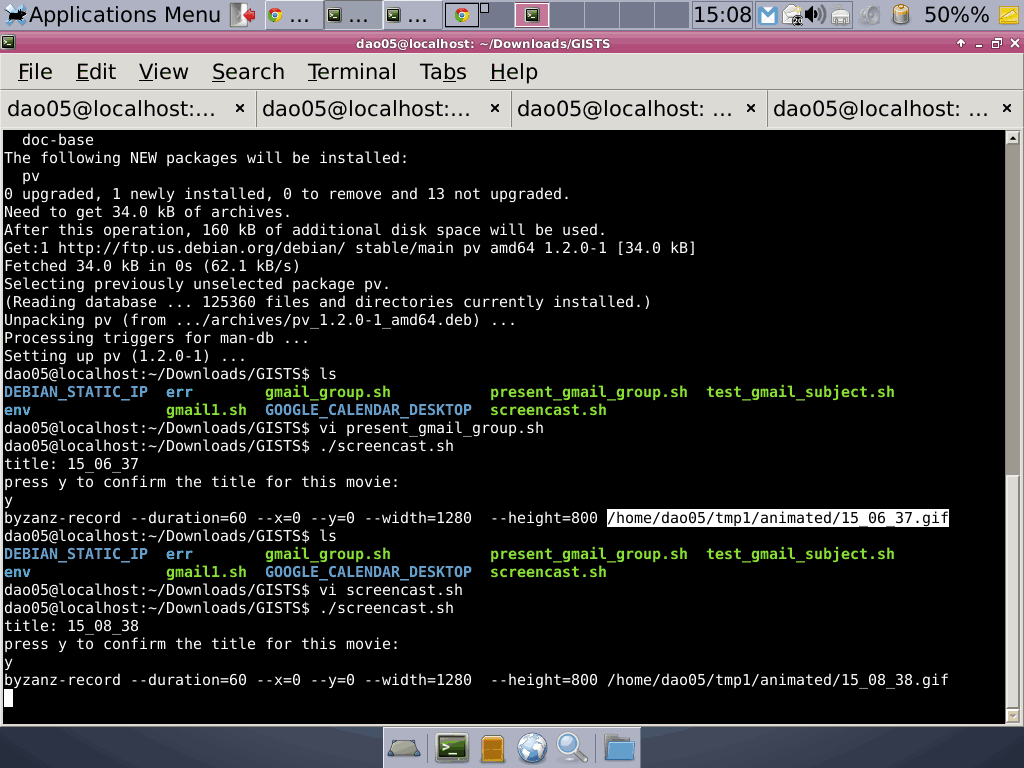 Applications Menu ... ... ... 15:08 20 50%%
dao05@localhost: ~/Downloads/GISTS
File Edit View Search Terminal Tabs Help
dao05@localhost:... × dao05@localhost:... × dao05@localhost: ... × dao05@localhost: ... ×
  doc-base
The following NEW packages will be installed:
  pv
0 upgraded, 1 newly installed, 0 to remove and 13 not upgraded.
Need to get 34.0 kB of archives.
After this operation, 160 kB of additional disk space will be used.
Get:1 http://ftp.us.debian.org/debian/ stable/main pv amd64 1.2.0-1 [34.0 kB]
Fetched 34.0 kB in 0s (62.1 kB/s)
Selecting previously unselected package pv.
(Reading database ... 125360 files and directories currently installed.)
Unpacking pv (from .../archives/pv_1.2.0-1_amd64.deb) ...
Processing triggers for man-db ...
Setting up pv (1.2.0-1) ...
dao05@localhost:~/Downloads/GISTS$ ls
DEBIAN_STATIC_IP  err        gmail_group.sh           present_gmail_group.sh  test_gmail_subject.sh
env               gmail1.sh  GOOGLE_CALENDAR_DESKTOP  screencast.sh
dao05@localhost:~/Downloads/GISTS$ vi present_gmail_group.sh
dao05@localhost:~/Downloads/GISTS$ ./screencast.sh
title: 15_06_37
press y to confirm the title for this movie:
y
byzanz-record --duration=60 --x=0 --y=0 --width=1280  --height=800 /home/dao05/tmp1/animated/15_06_37.gif
dao05@localhost:~/Downloads/GISTS$ ls
DEBIAN_STATIC_IP  err        gmail_group.sh           present_gmail_group.sh  test_gmail_subject.sh
env               gmail1.sh  GOOGLE_CALENDAR_DESKTOP  screencast.sh
dao05@localhost:~/Downloads/GISTS$ vi screencast.sh
dao05@localhost:~/Downloads/GISTS$ ./screencast.sh
title: 15_08_38
press y to confirm the title for this movie:
y
byzanz-record --duration=60 --x=0 --y=0 --width=1280  --height=800 /home/dao05/tmp1/animated/15_08_38.gif